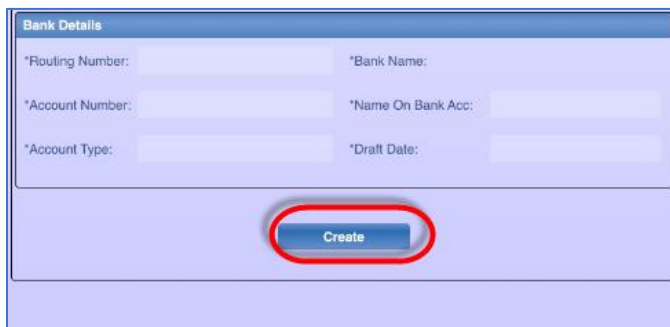 Bank Details
*Routing Number: *Bank Name:
*Account Number: *Name On Bank Acc:
*Account Type: *Draft Date:
Create